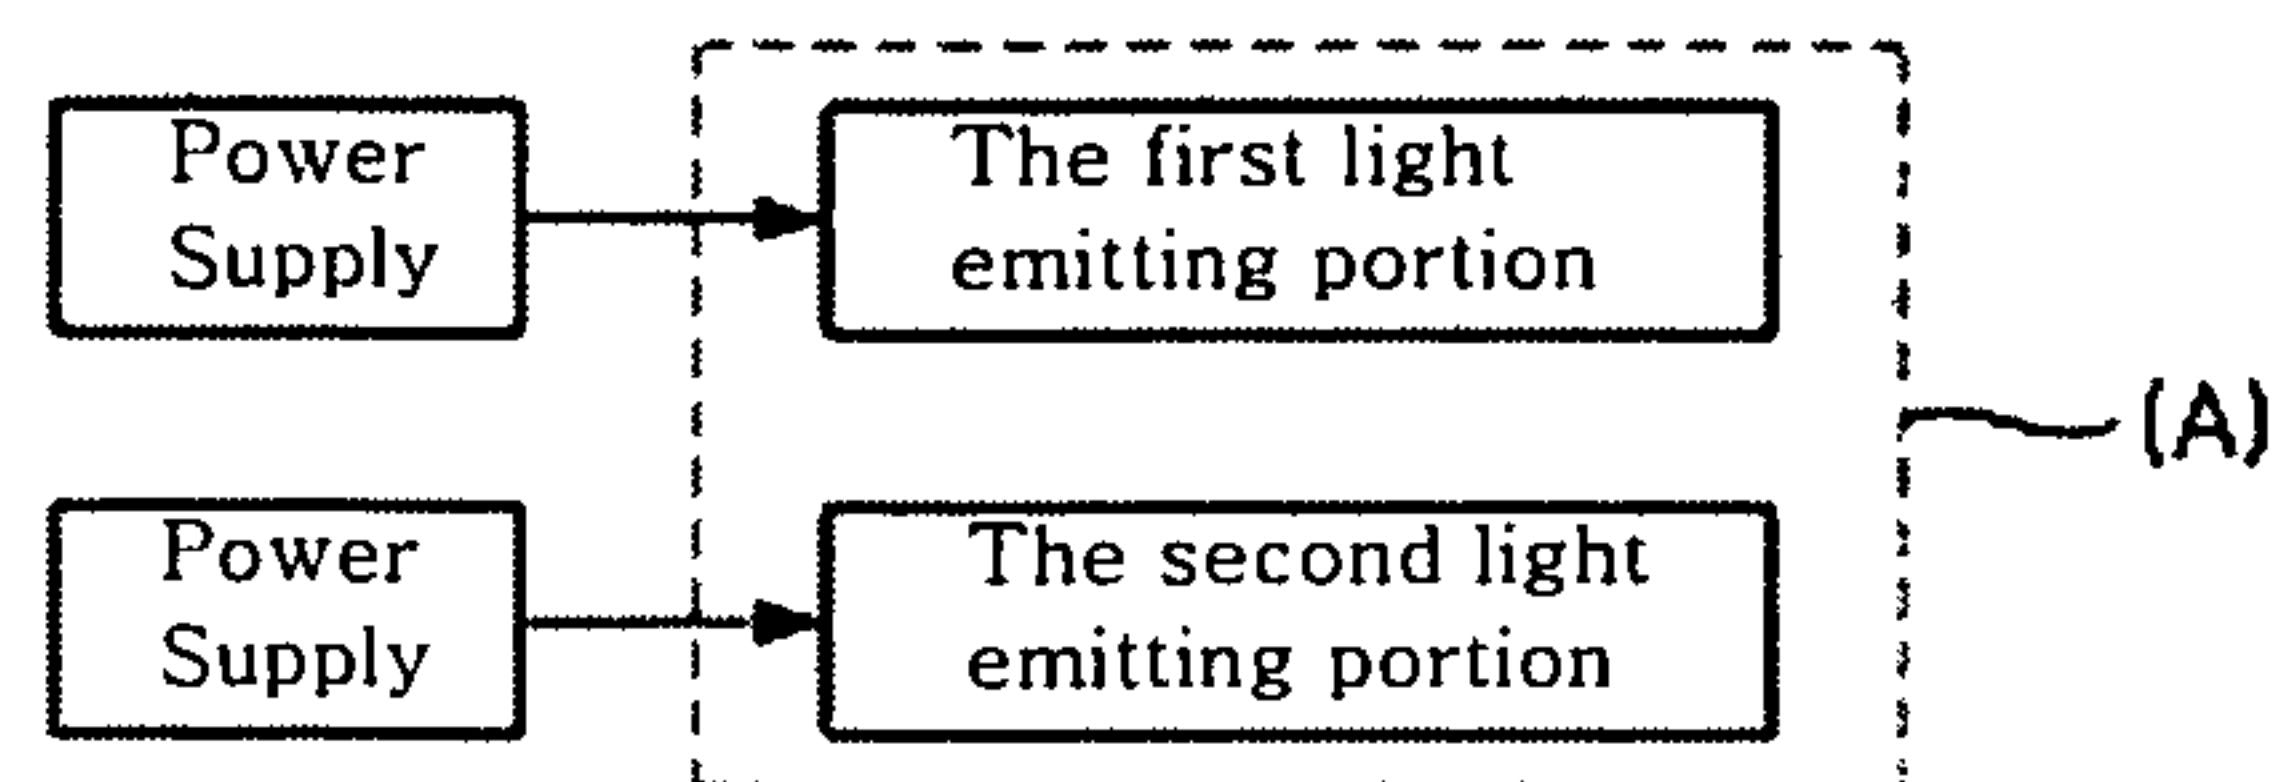 Power
Supply
The first light
emitting portion
(A)
Power
Supply
The second light
emitting portion